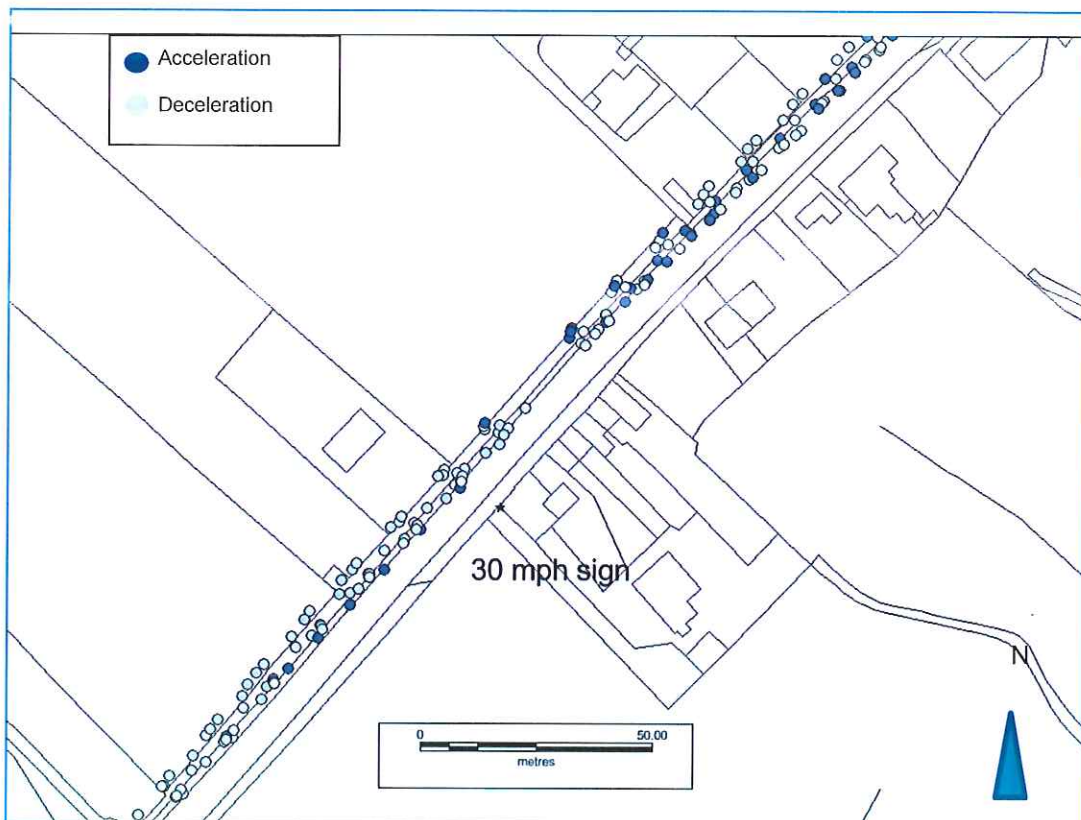 Acceleration
Deceleration
30 mph sign
N
0 50.00
metres